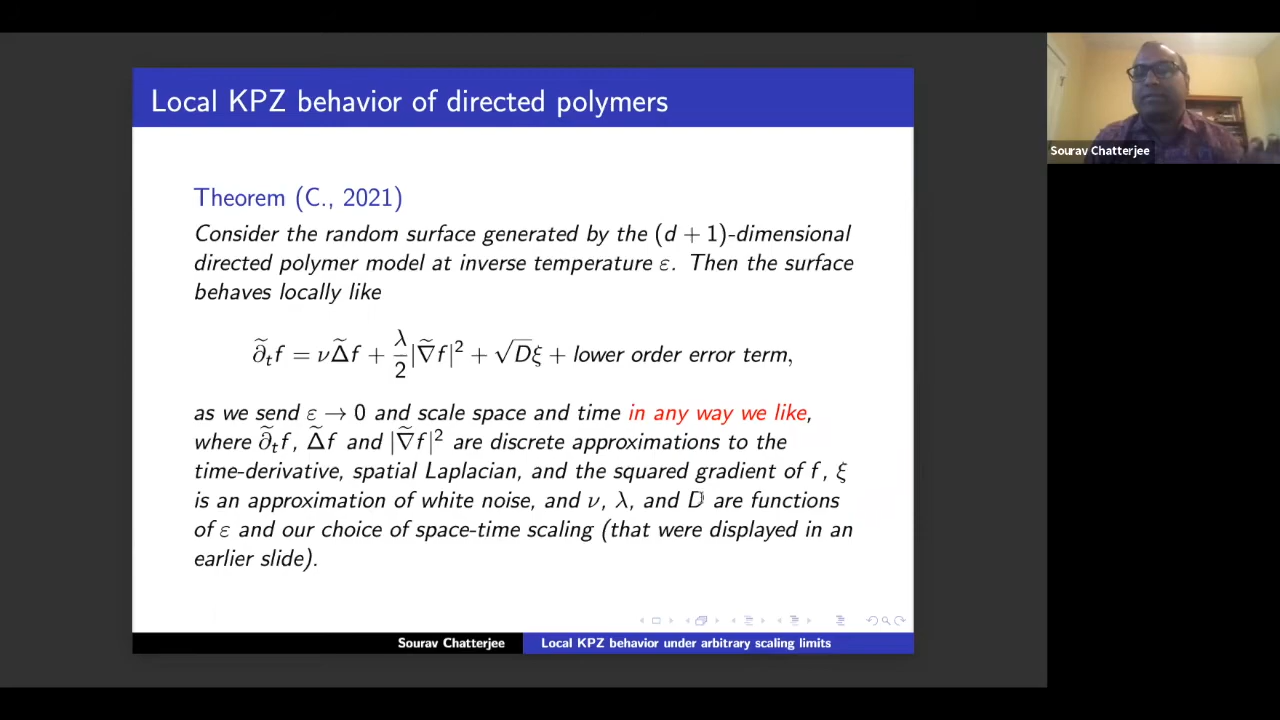 Local KPZ behavior of directed polymers
Sourav Chatterjee
Theorem (C., 2021)
Consider the random surface generated by the (d + 1)-dimensional
directed polymer model at inverse temperature ε. Then the surface
behaves locally like
∂̃ₜf = νΔ̃f + λ/2 |∇̃f|² + √Dξ + lower order error term,
as we send ε → 0 and scale space and time in any way we like,
where ∂̃ₜf, Δ̃f and |∇̃f|² are discrete approximations to the
time-derivative, spatial Laplacian, and the squared gradient of f, ξ
is an approximation of white noise, and ν, λ, and D are functions
of ε and our choice of space-time scaling (that were displayed in an
earlier slide).
Sourav Chatterjee
Local KPZ behavior under arbitrary scaling limits